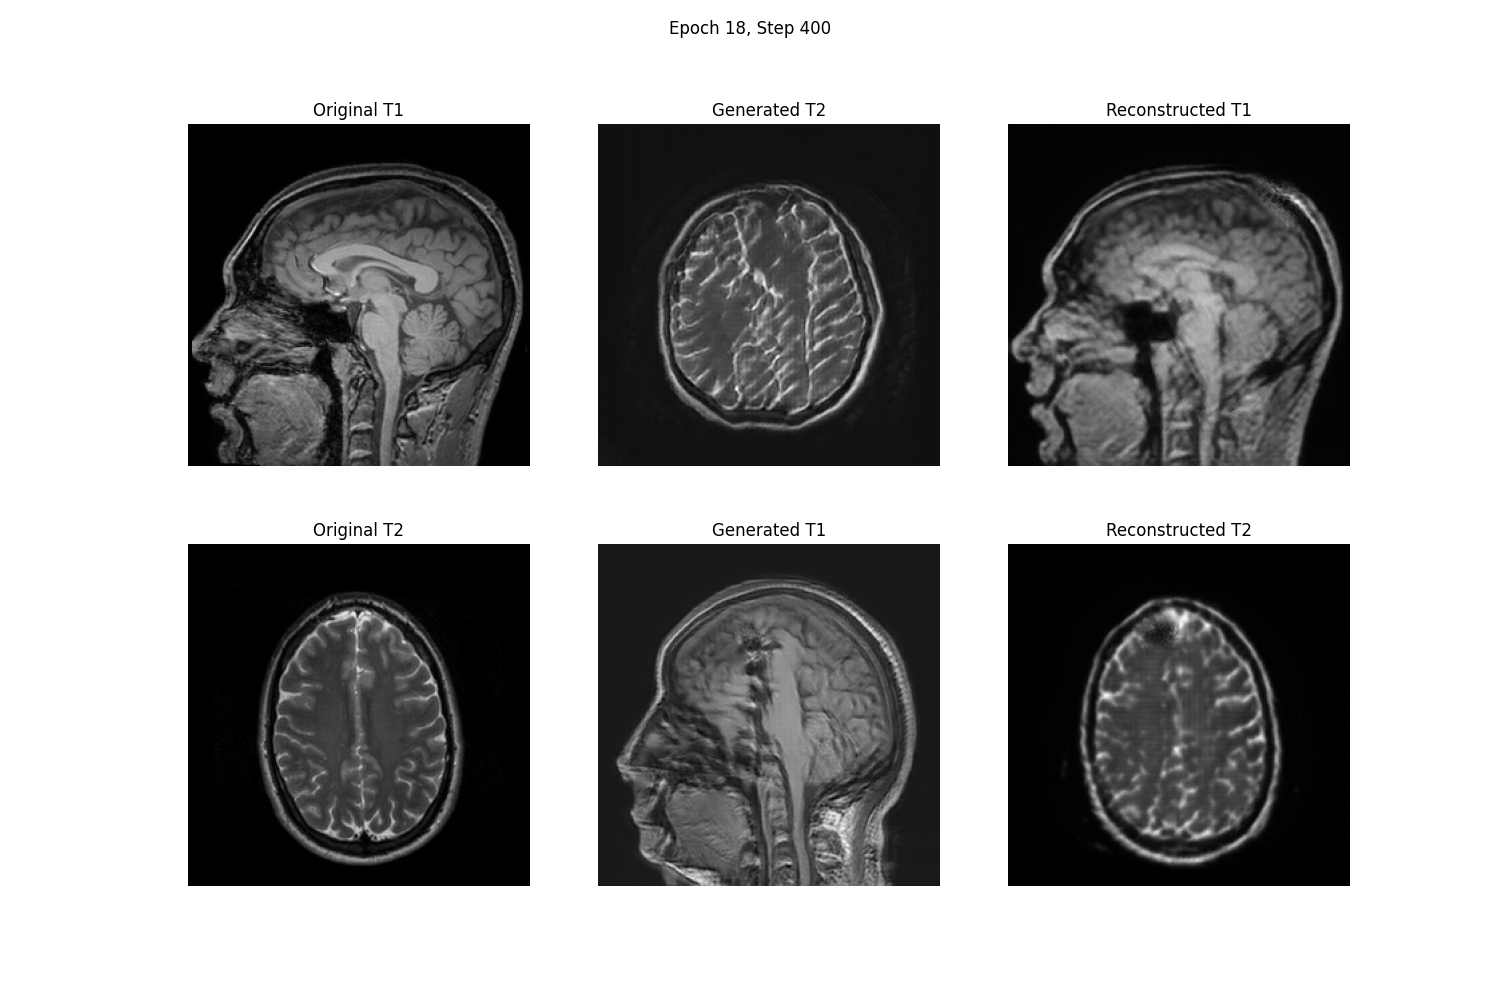 Epoch 18, Step 400
Original T1
Generated T2
Reconstructed T1
Original T2
Generated T1
Reconstructed T2